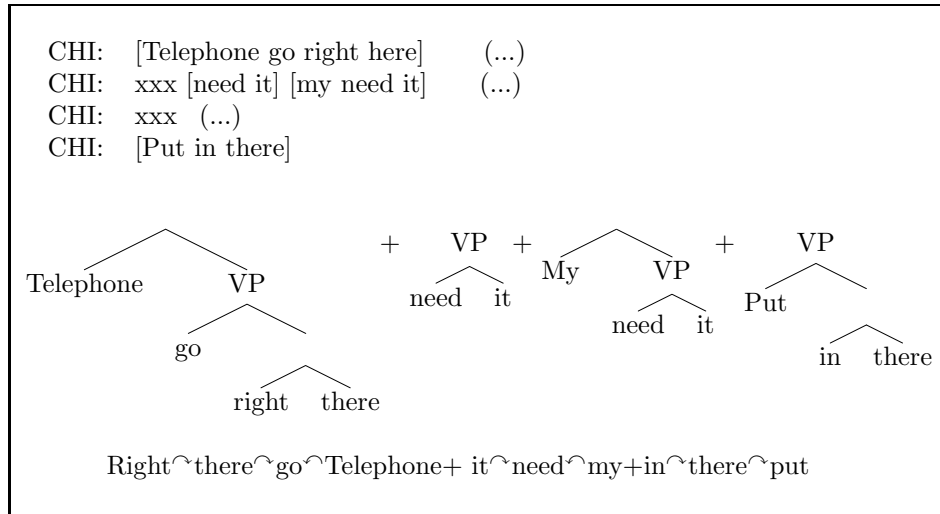 CHI: [Telephone go right here] (...)
CHI: xxx [need it] [my need it] (...)
CHI: xxx (...)
CHI: [Put in there]
+ VP + + VP
Telephone VP My VP Put
need it
go need it in there
right there
Right⌒there⌒go⌒Telephone+ it⌒need⌒my+in⌒there⌒put